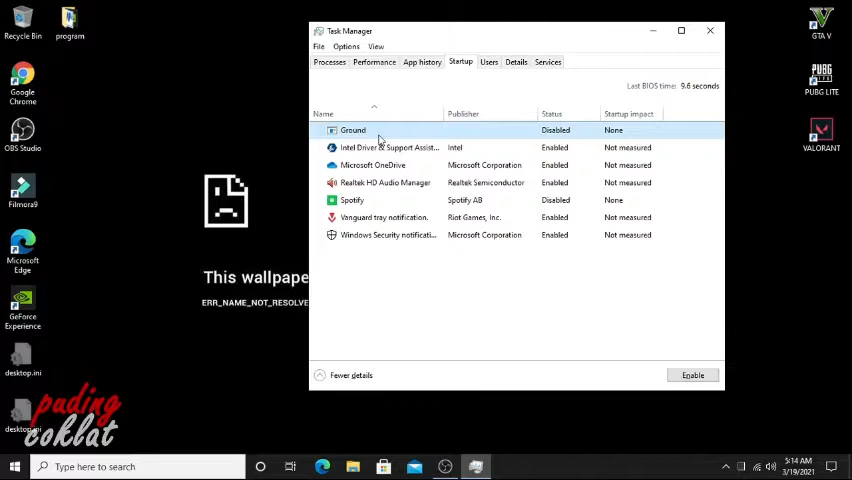 Recycle Bin
program
Google
Chrome
OBS Studio
Filmora9
Microsoft
Edge
GeForce
Experience
desktop.ini
puding
coklat
This wallpape
ERR_NAME_NOT_RESOLVE
Task Manager
File Options View
Processes Performance App history Startup Users Details Services
Last BIOS time: 9.6 seconds
Name Publisher Status Startup impact
Ground Disabled None
Intel Driver & Support Assist... Intel Enabled Not measured
Microsoft OneDrive Microsoft Corporation Enabled Not measured
Realtek HD Audio Manager Realtek Semiconductor Enabled Not measured
Spotify Spotify AB Disabled None
Vanguard tray notification. Riot Games, Inc. Enabled Not measured
Windows Security notificati... Microsoft Corporation Enabled Not measured
Fewer details
Enable
GTA V
PUBG LITE
VALORANT
Type here to search
5:14 AM
3/19/2021